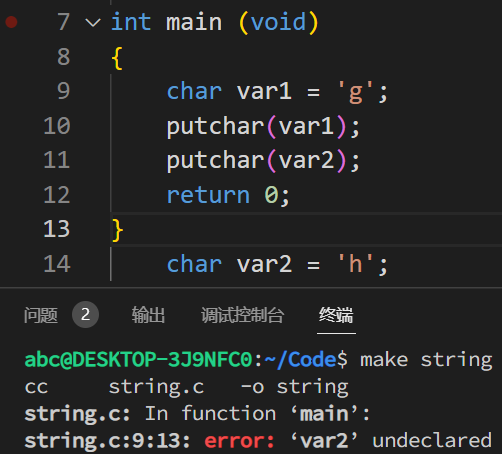 7 int main (void)
8 {
9 char var1 = 'g';
10 putchar(var1);
11 putchar(var2);
12 return 0;
13 }
14 char var2 = 'h';
问题 2 输出 调试控制台 终端
abc@DESKTOP-3J9NFC0:~/Code$ make string
cc string.c -o string
string.c: In function ‘main’:
string.c:9:13: error: ‘var2’ undeclared